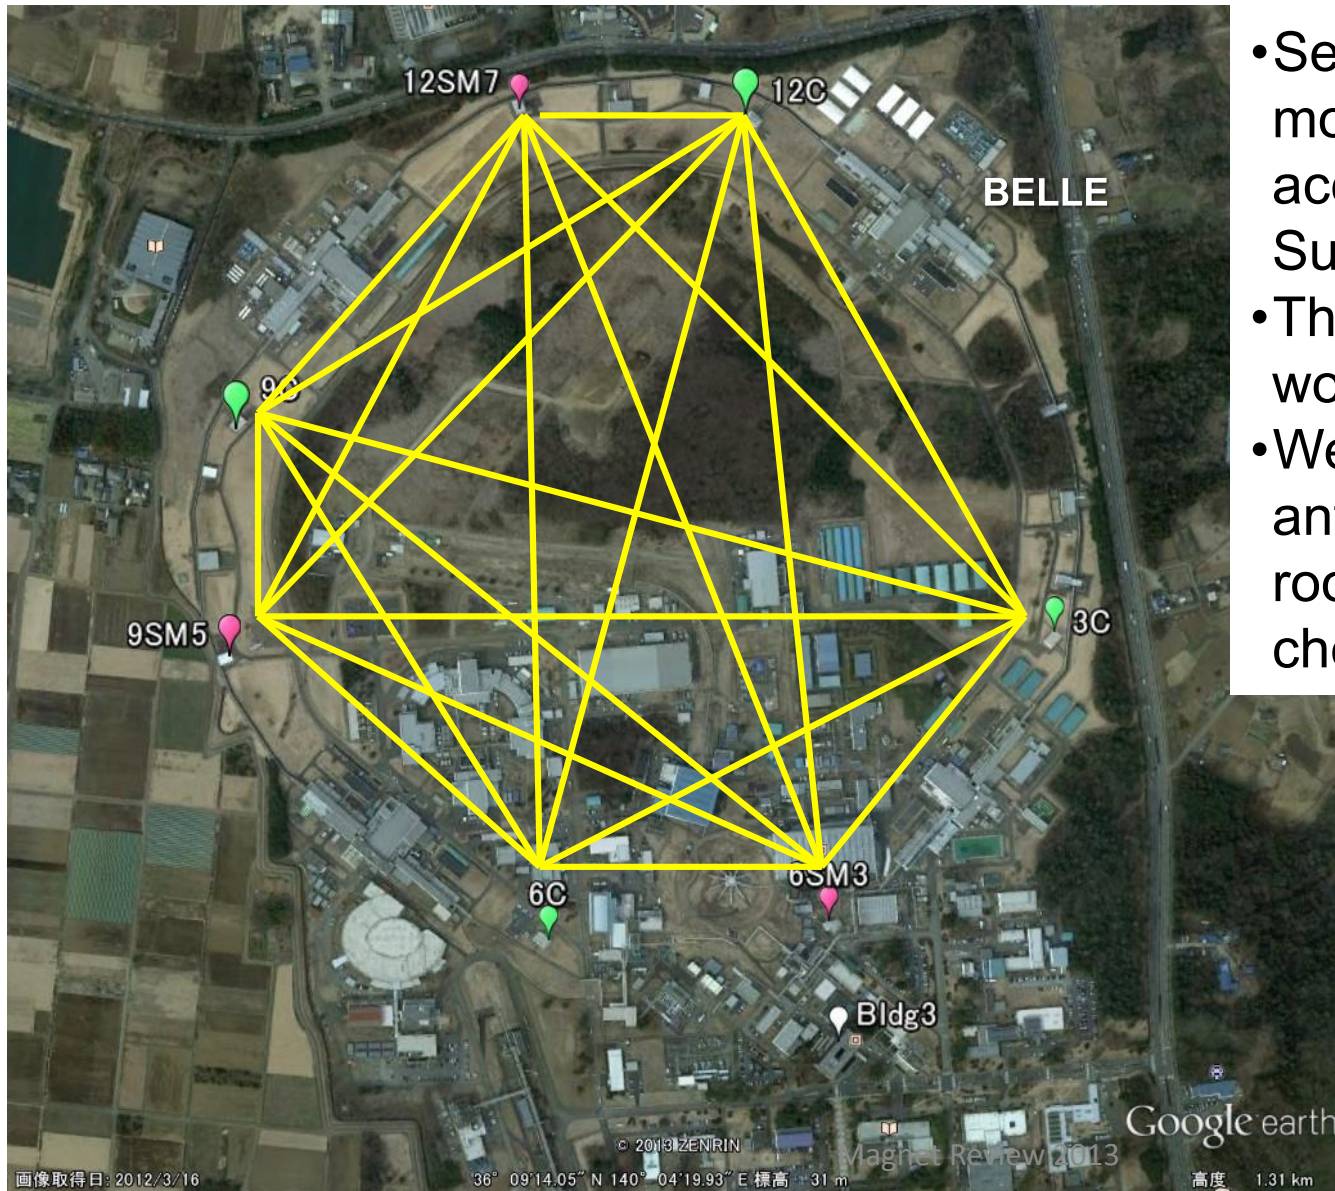 12SM7
12C
BELLE
9C
9SM5
3C
6SM3
6C
Bldg3
•Se
mo
acc
Su
•Th
wo
•We
ant
roo
che
Google earth
© 2013 ZENRIN
Magnet Review 2013
画像取得日: 2012/3/16
36° 09'14.05" N 140° 04'19.93" E 標高 31 m
高度 1.31 km